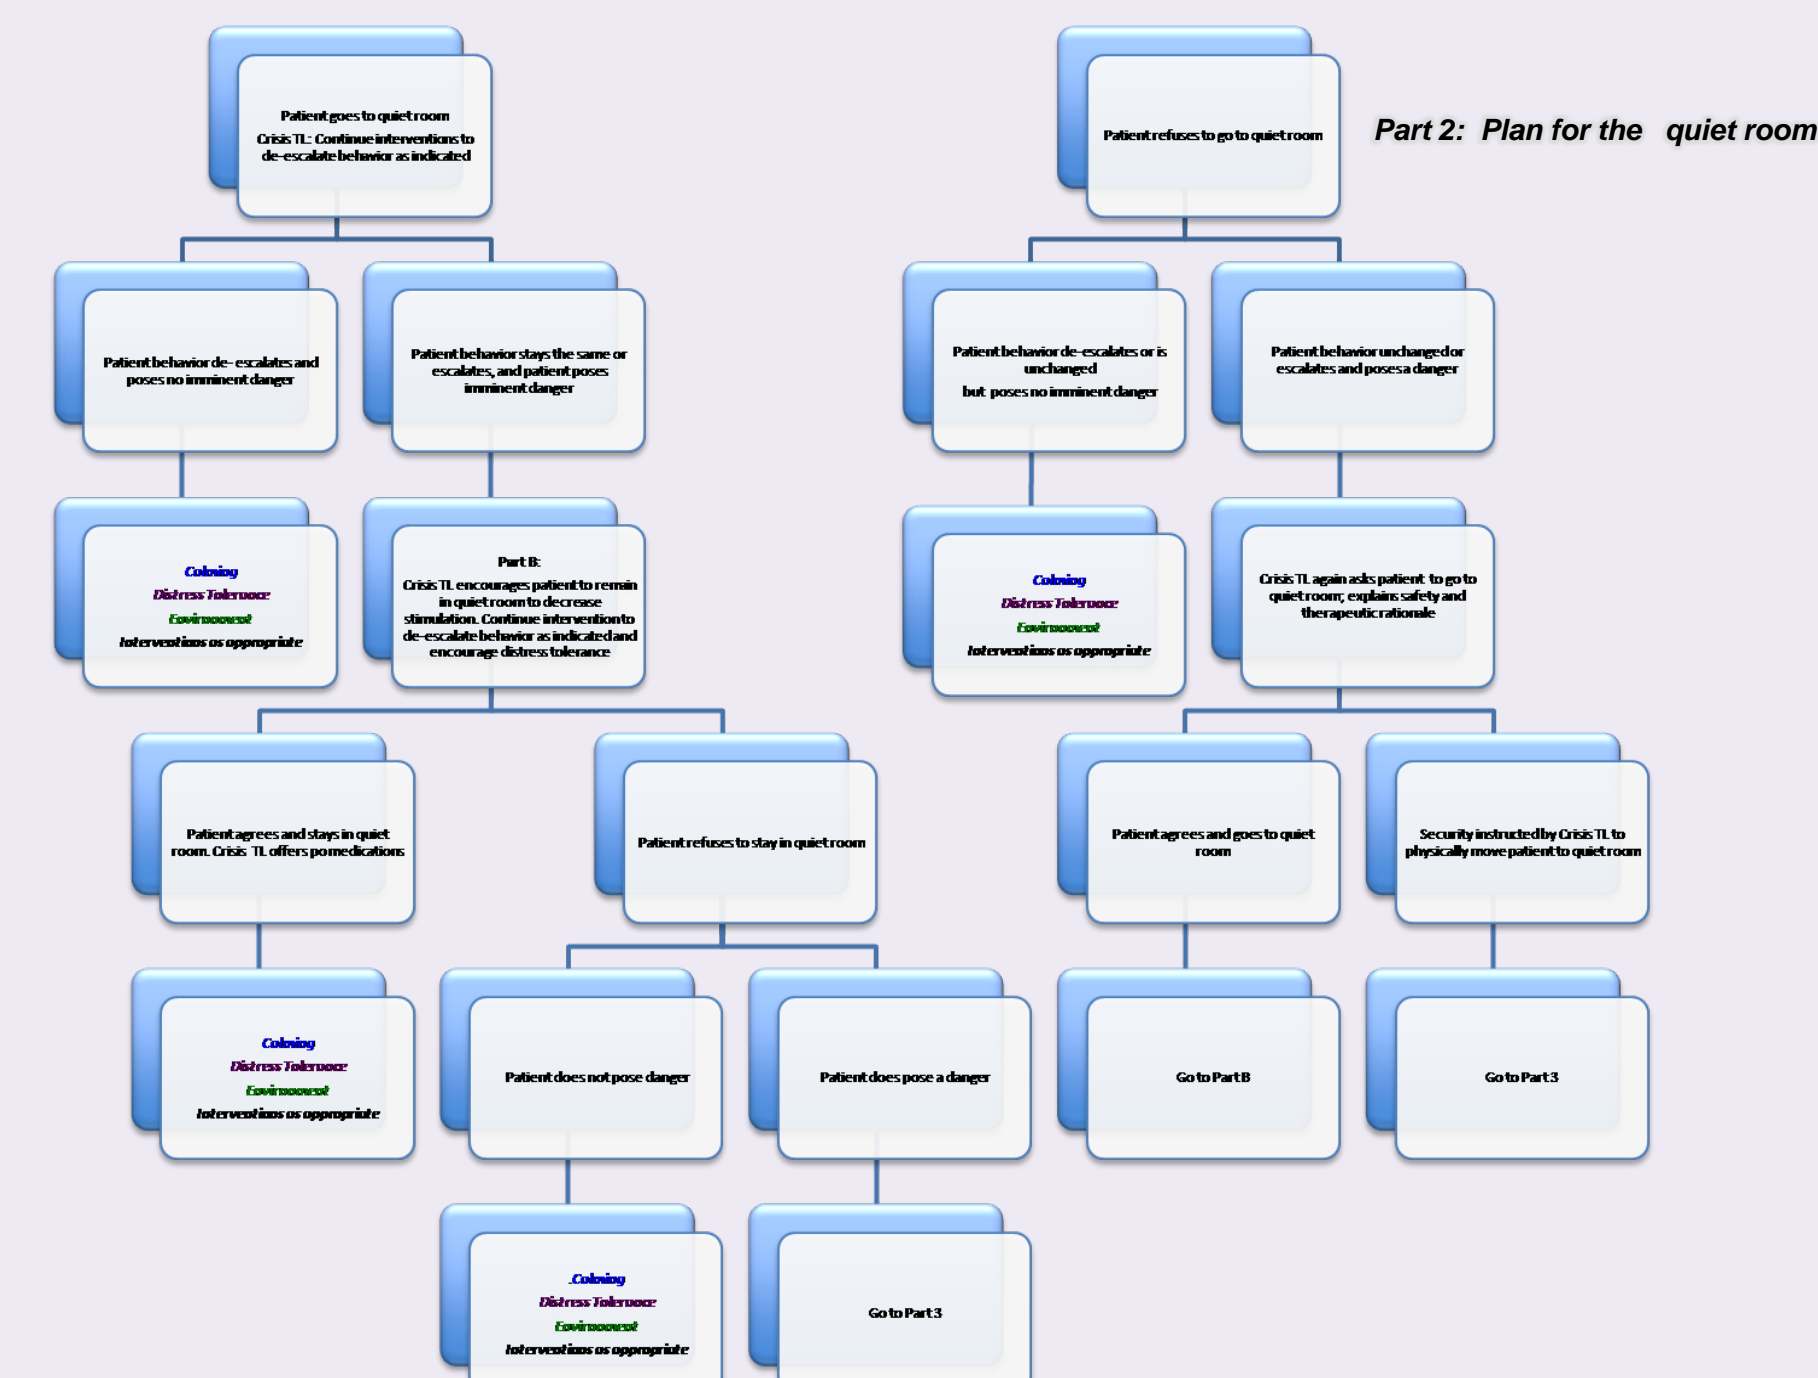 Patient goes to quiet room
Crisis TL: Continue interventions to
de-escalate behavior as indicated
Patient refuses to go to quiet room
Part 2: Plan for the quiet room
Patient behavior de- escalates and
poses no imminent danger
Patient behavior stays the same or
escalates, and patient poses
imminent danger
Patient behavior de-escalates or is
unchanged
but poses no imminent danger
Patient behavior unchanged or
escalates and poses a danger
Calming
Distress Tolerance
Environment
Interventions as appropriate
Part B:
Crisis TL encourages patient to remain
in quiet room to decrease
stimulation. Continue intervention to
de-escalate behavior as indicated and
encourage distress tolerance
Calming
Distress Tolerance
Environment
Interventions as appropriate
Crisis TL again asks patient to go to
quiet room; explains safety and
therapeutic rationale
Patient agrees and stays in quiet
room. Crisis TL offers po medications
Patient refuses to stay in quiet room
Patient agrees and goes to quiet
room
Security instructed by Crisis TL to
physically move patient to quiet room
Calming
Distress Tolerance
Environment
Interventions as appropriate
Patient does not pose danger
Patient does pose a danger
Go to Part B
Go to Part 3
.Calming
Distress Tolerance
Environment
Interventions as appropriate
Go to Part 3